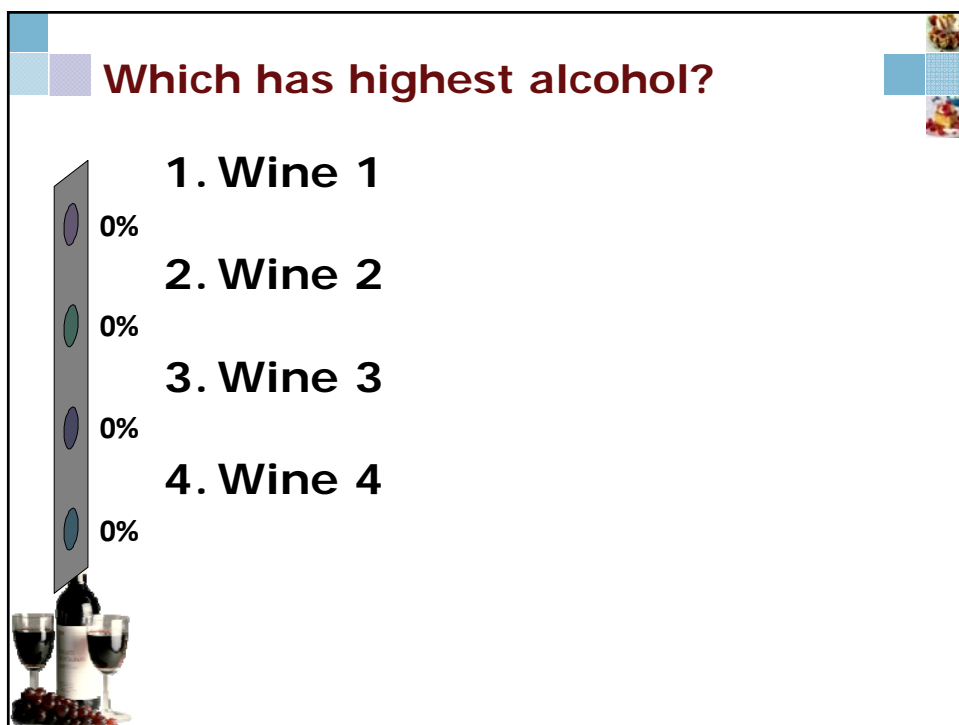 Which has highest alcohol?
1. Wine 1
0%
2. Wine 2
0%
3. Wine 3
0%
4. Wine 4
0%